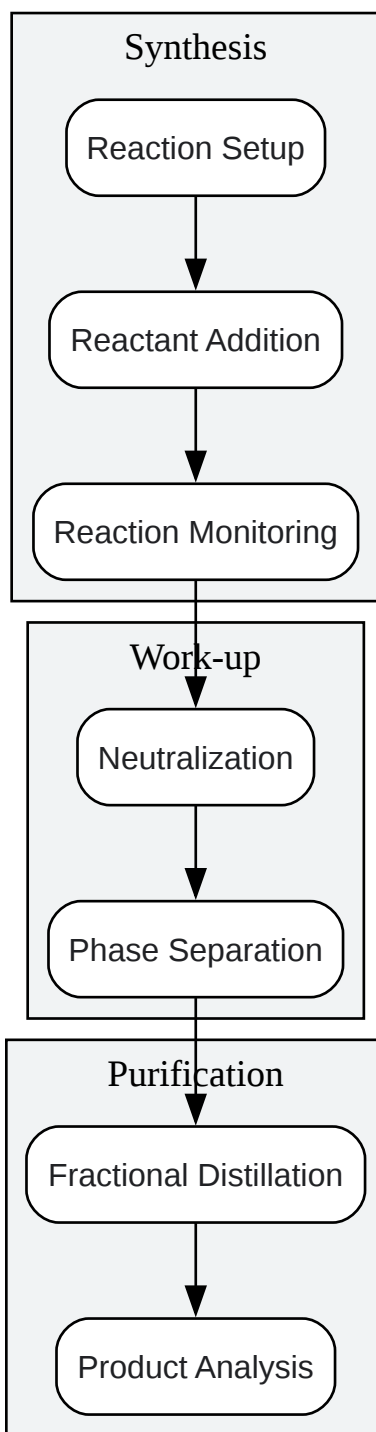 Synthesis
Reaction Setup
Reactant Addition
Reaction Monitoring
Work-up
Neutralization
Phase Separation
Purification
Fractional Distillation
Product Analysis